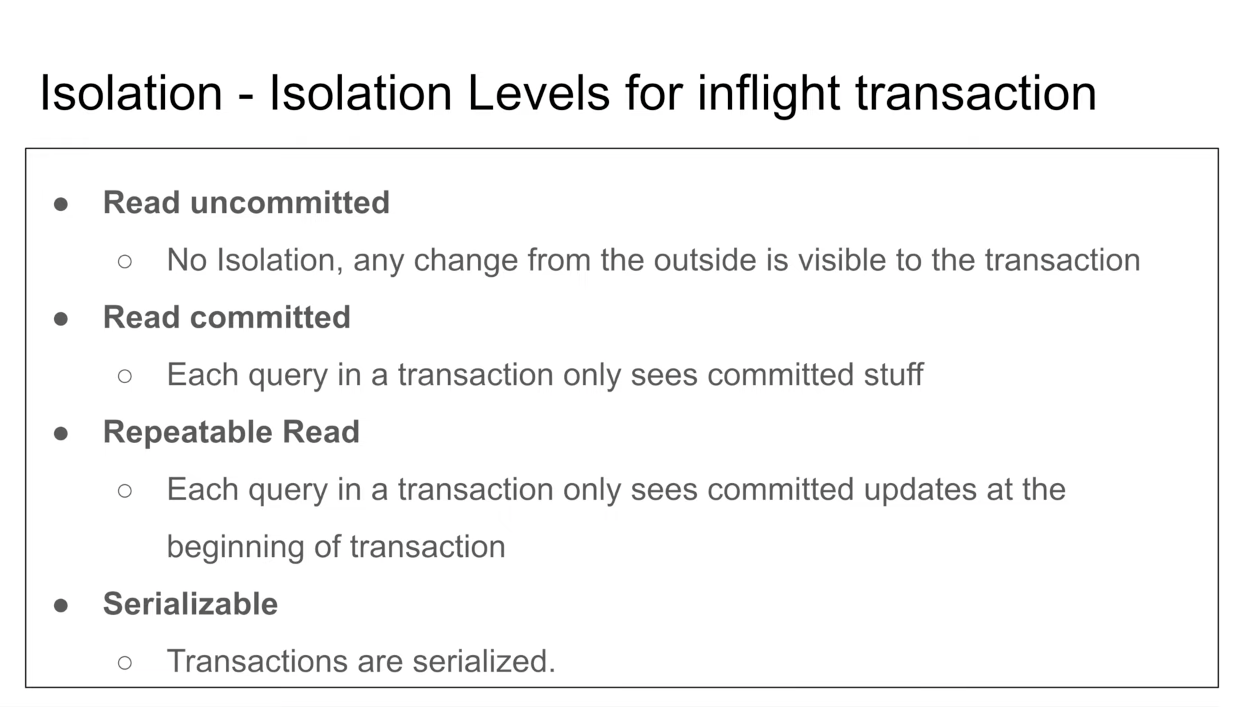 Isolation - Isolation Levels for inflight transaction
● Read uncommitted
○ No Isolation, any change from the outside is visible to the transaction
● Read committed
○ Each query in a transaction only sees committed stuff
● Repeatable Read
○ Each query in a transaction only sees committed updates at the
beginning of transaction
● Serializable
○ Transactions are serialized.